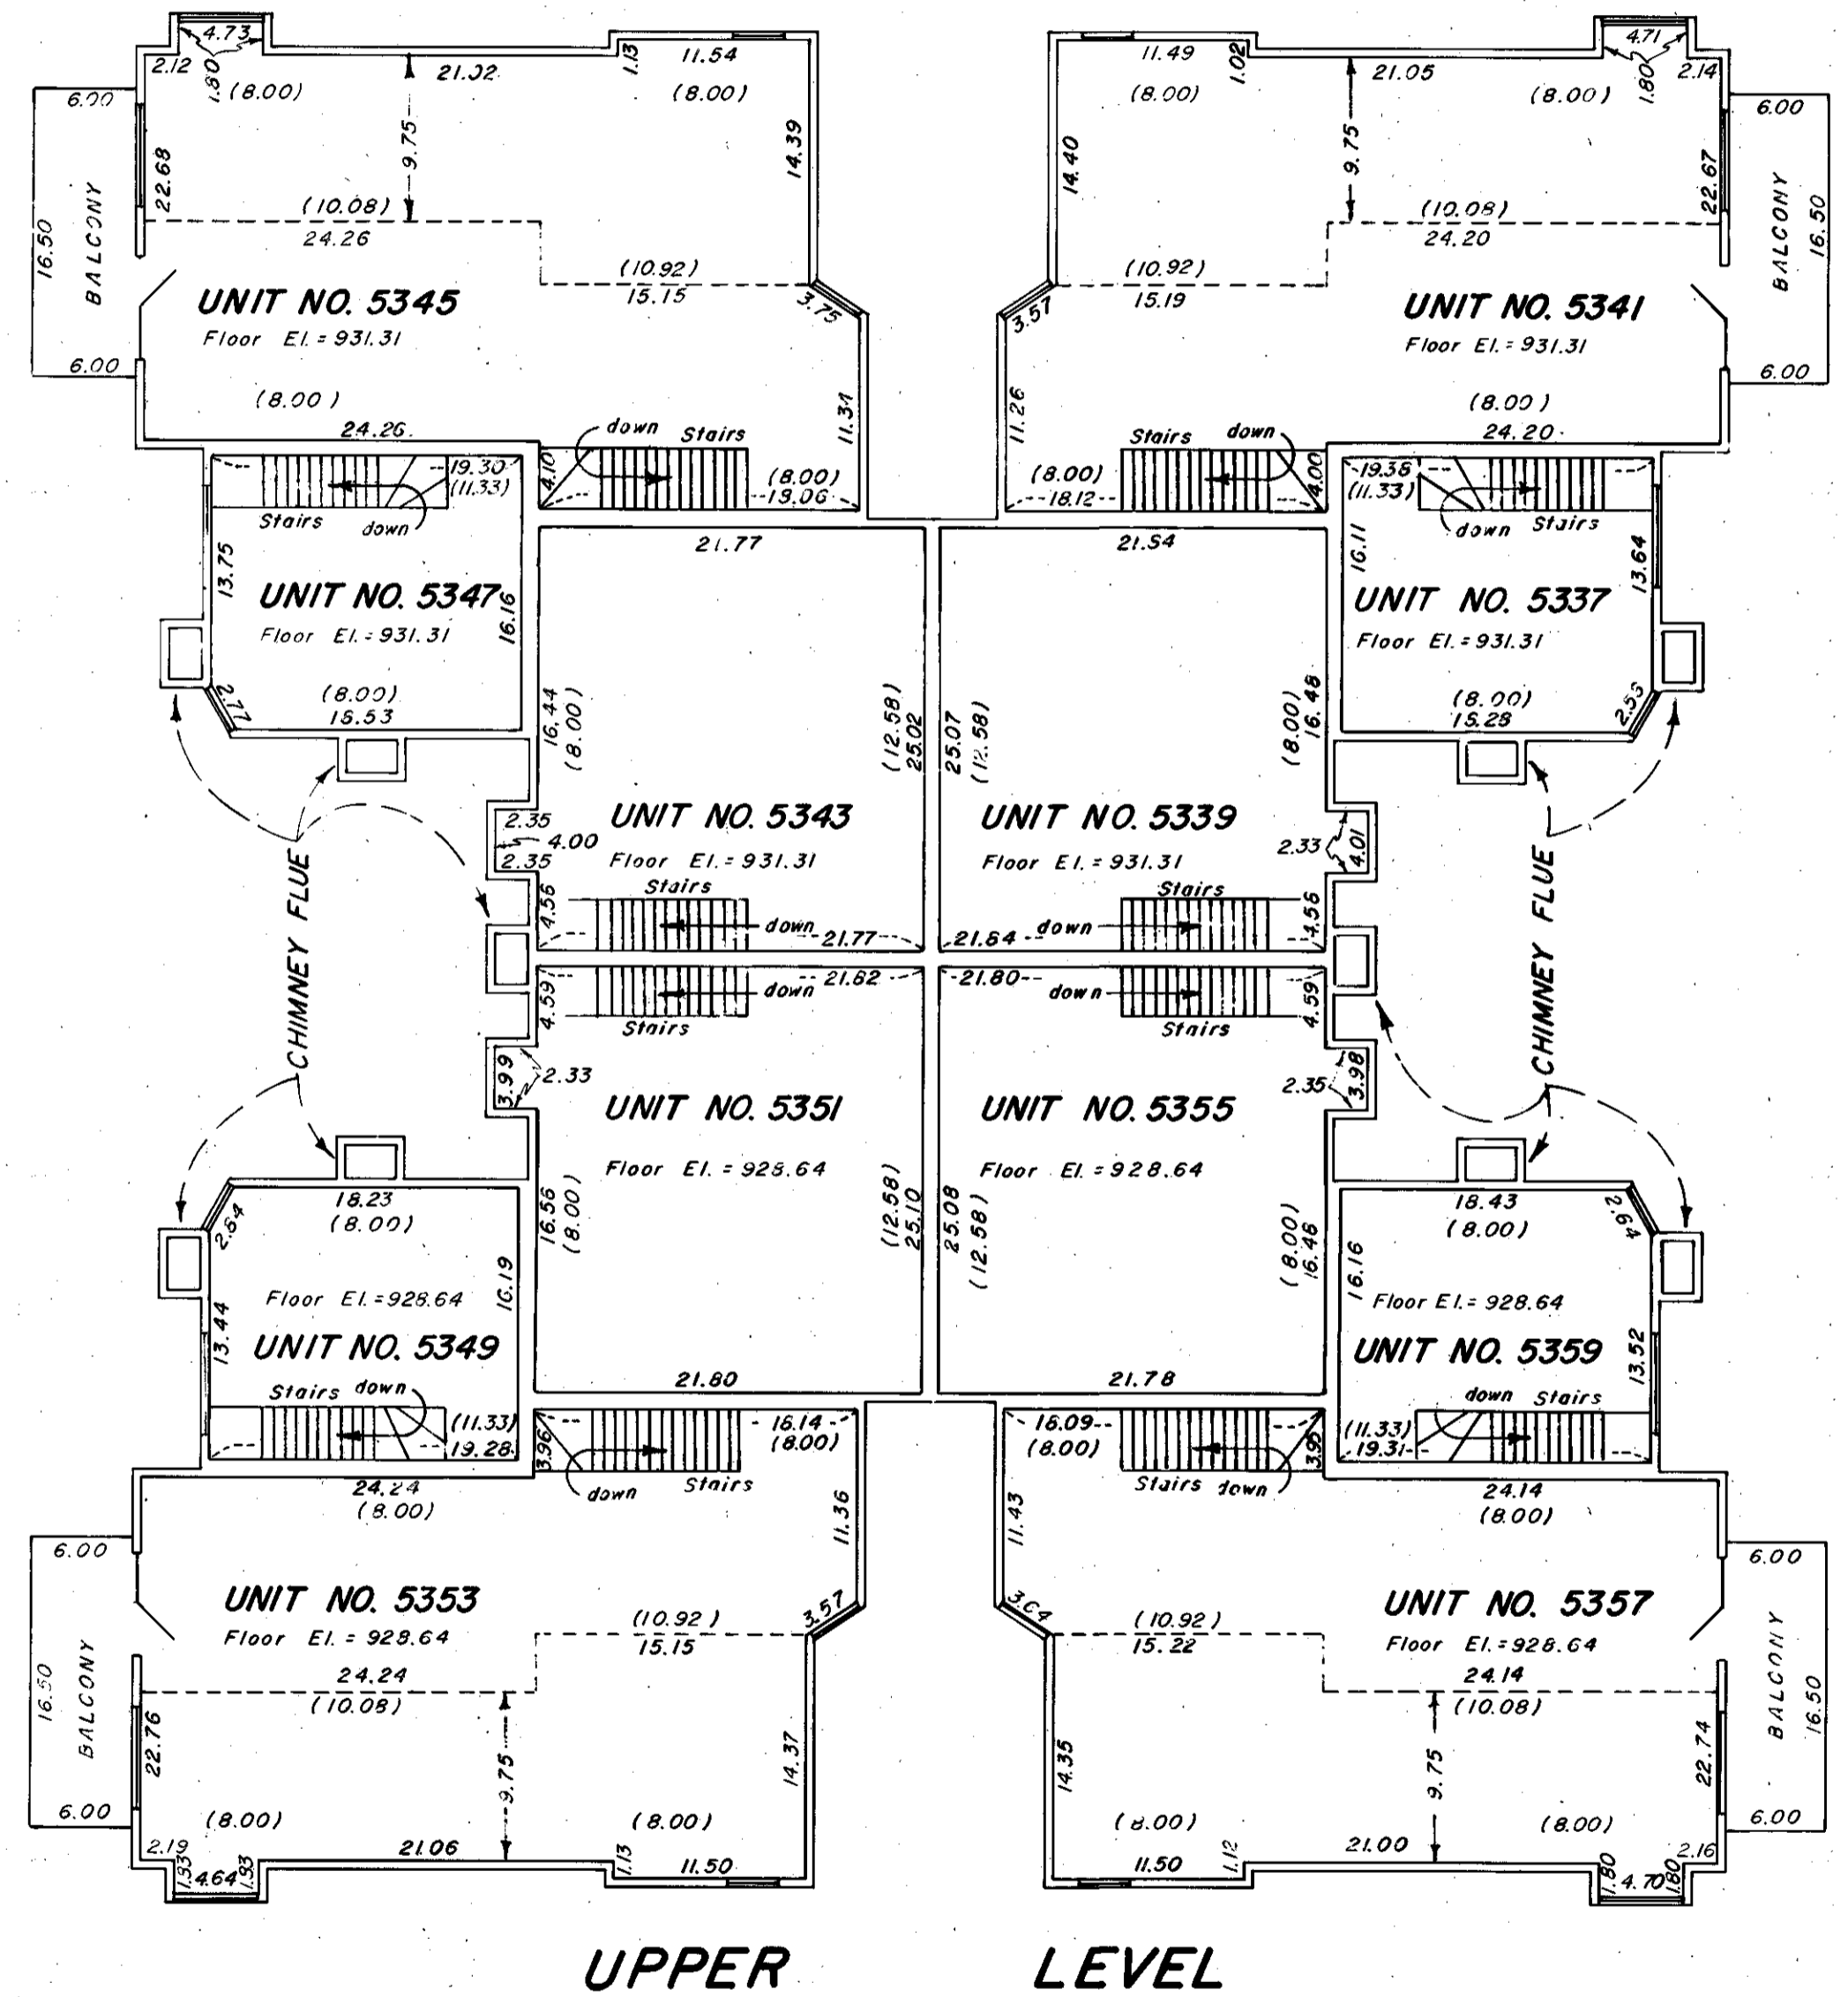 4.73
2.12
1.80
(8.00)
21.02
1.13
11.54
(8.00)
6.00
22.68
9.75
14.39
BALCONY
16.50
(10.08)
24.26
(10.92)
15.15
3.75
UNIT NO. 5345
Floor El. = 931.31
6.00
(8.00)
24.26
11.31
down
Stairs
4.10
(8.00)
18.06
11.49
1.02
(8.00)
21.05
4.71
1.80
2.14
(8.00)
6.00
14.40
9.75
22.67
BALCONY
16.50
(10.08)
24.20
(10.92)
15.19
3.57
UNIT NO. 5341
Floor El. = 931.31
6.00
(8.00)
24.20
11.26
Stairs
down
(8.00)
18.12
4.00
19.30
(11.33)
Stairs
down
13.75
UNIT NO. 5347
Floor El. = 931.31
16.16
(8.00)
2.77
21.77
16.44
(8.00)
(12.58)
25.02
UNIT NO. 5343
Floor El. = 931.31
2.35
4.00
2.35
4.56
Stairs
down
21.77
21.54
25.07
(12.58)
(8.00)
16.48
UNIT NO. 5339
Floor El. = 931.31
2.33
4.01
Stairs
down
21.64
4.56
19.38
(11.33)
down
Stairs
16.11
13.64
UNIT NO. 5337
Floor El. = 931.31
(8.00)
CHIMNEY FLUE
CHIMNEY FLUE
4.59
21.62
down
Stairs
3.99
2.33
UNIT NO. 5351
Floor El. = 928.64
16.56
(8.00)
(12.58)
25.10
21.80
21.80
down
Stairs
4.59
2.35
3.98
UNIT NO. 5355
Floor El. = 928.64
25.08
(12.58)
(8.00)
16.46
21.78
18.23
(8.00)
2.84
16.19
Floor El. = 928.64
13.44
UNIT NO. 5349
Stairs
down
(11.33)
19.28
18.43
(8.00)
2.64
16.16
Floor El. = 928.64
13.52
UNIT NO. 5359
down
Stairs
(11.33)
19.31
3.96
18.14
(8.00)
down
Stairs
24.24
(8.00)
11.36
6.00
UNIT NO. 5353
Floor El. = 928.64
(10.92)
15.15
3.57
BALCONY
16.50
24.24
(10.08)
22.76
9.75
14.37
6.00
(8.00)
(8.00)
2.19
1.83
4.64
1.83
21.06
1.13
11.50
18.09
(8.00)
3.95
Stairs
down
24.14
(8.00)
11.43
6.00
3.64
(10.92)
15.22
UNIT NO. 5357
Floor El. = 928.64
24.14
(10.08)
BALCONY
16.50
14.35
9.75
22.74
6.00
(8.00)
(8.00)
11.50
1.12
21.00
1.80
4.70
1.80
2.16
UPPER LEVEL